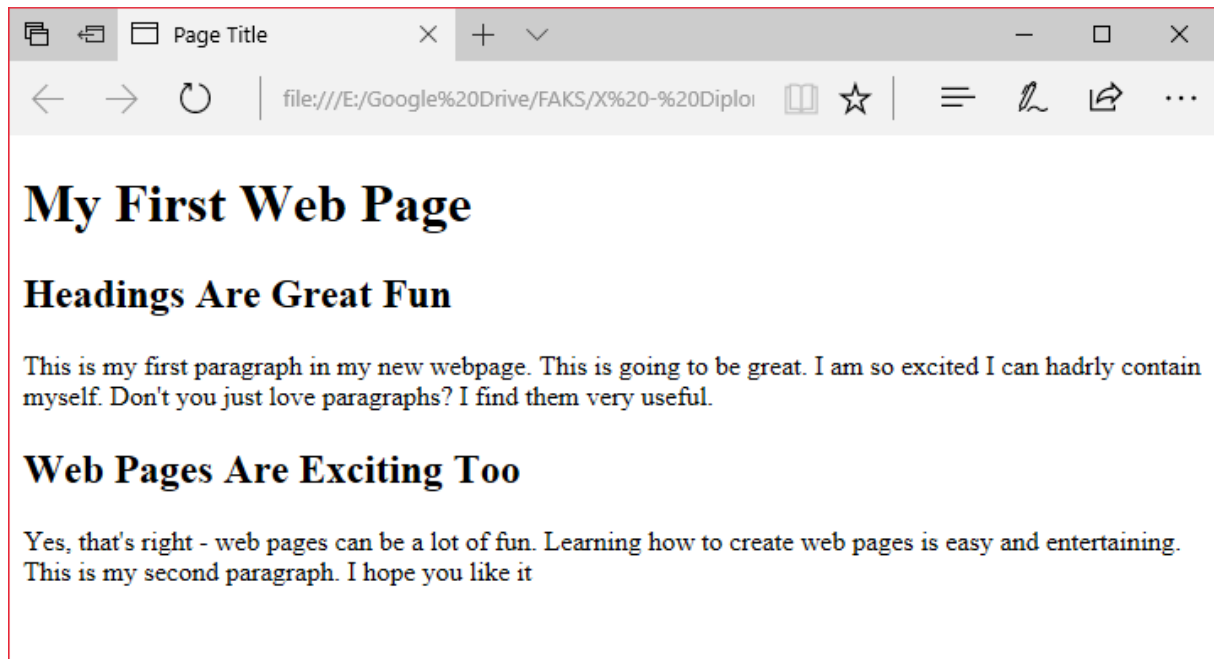 Page Title
file:///E:/Google%20Drive/FAKS/X%20-%20Diplo
My First Web Page
Headings Are Great Fun
This is my first paragraph in my new webpage. This is going to be great. I am so excited I can hadrly contain
myself. Don't you just love paragraphs? I find them very useful.
Web Pages Are Exciting Too
Yes, that's right - web pages can be a lot of fun. Learning how to create web pages is easy and entertaining.
This is my second paragraph. I hope you like it